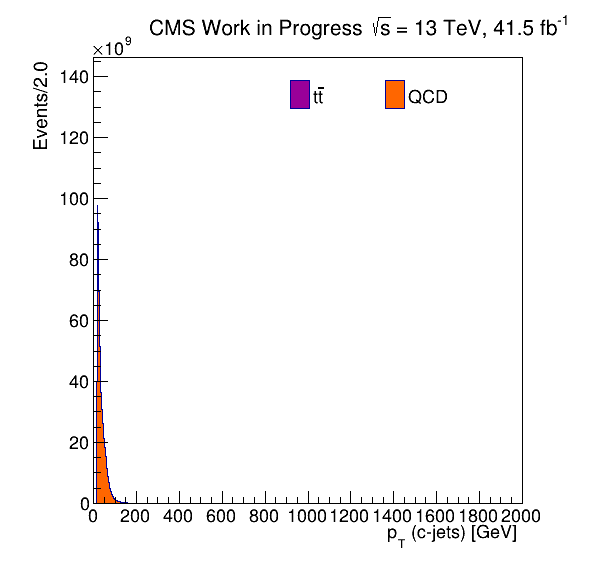 CMS Work in Progress √s = 13 TeV, 41.5 fb⁻¹
×10⁹
Events/2.0
tt̄
QCD
140
120
100
80
60
40
20
0
0 200 400 600 800 1000 1200 1400 1600 1800 2000
p_T (c-jets) [GeV]